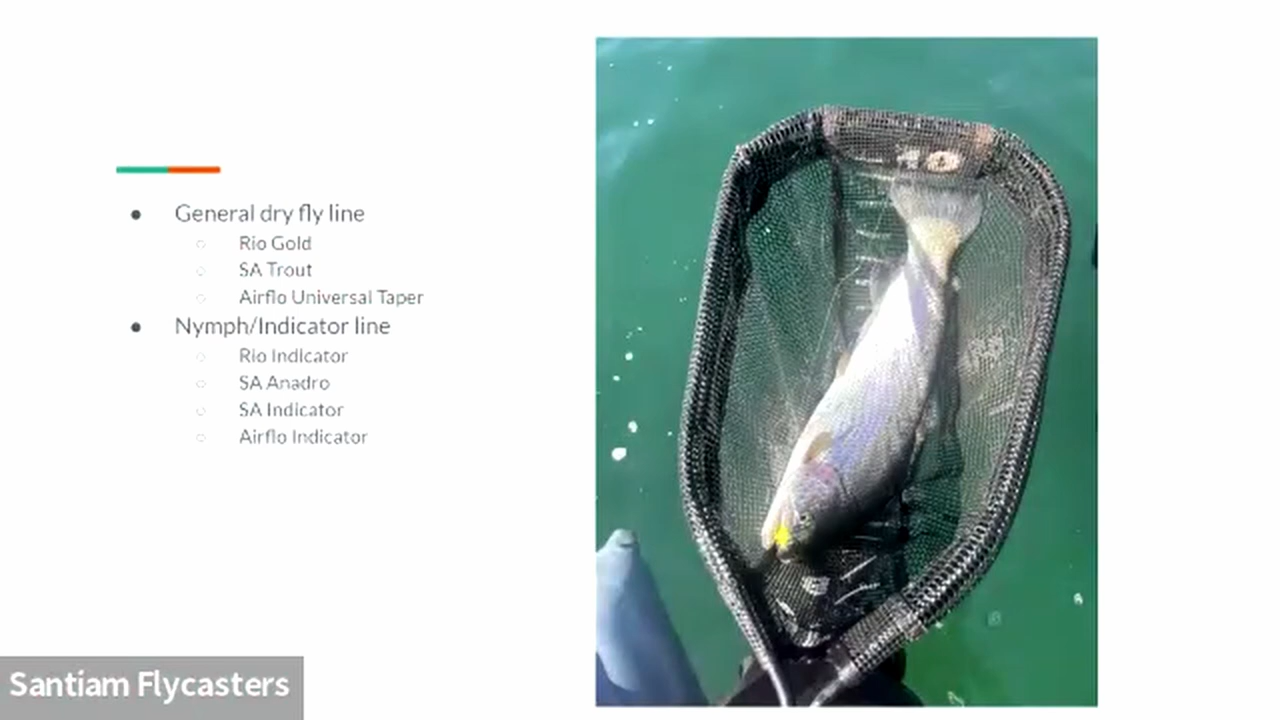 General dry fly line
Rio Gold
SA Trout
Airflo Universal Taper
Nymph/Indicator line
Rio Indicator
SA Anadro
SA Indicator
Airflo Indicator
Santiam Flycasters